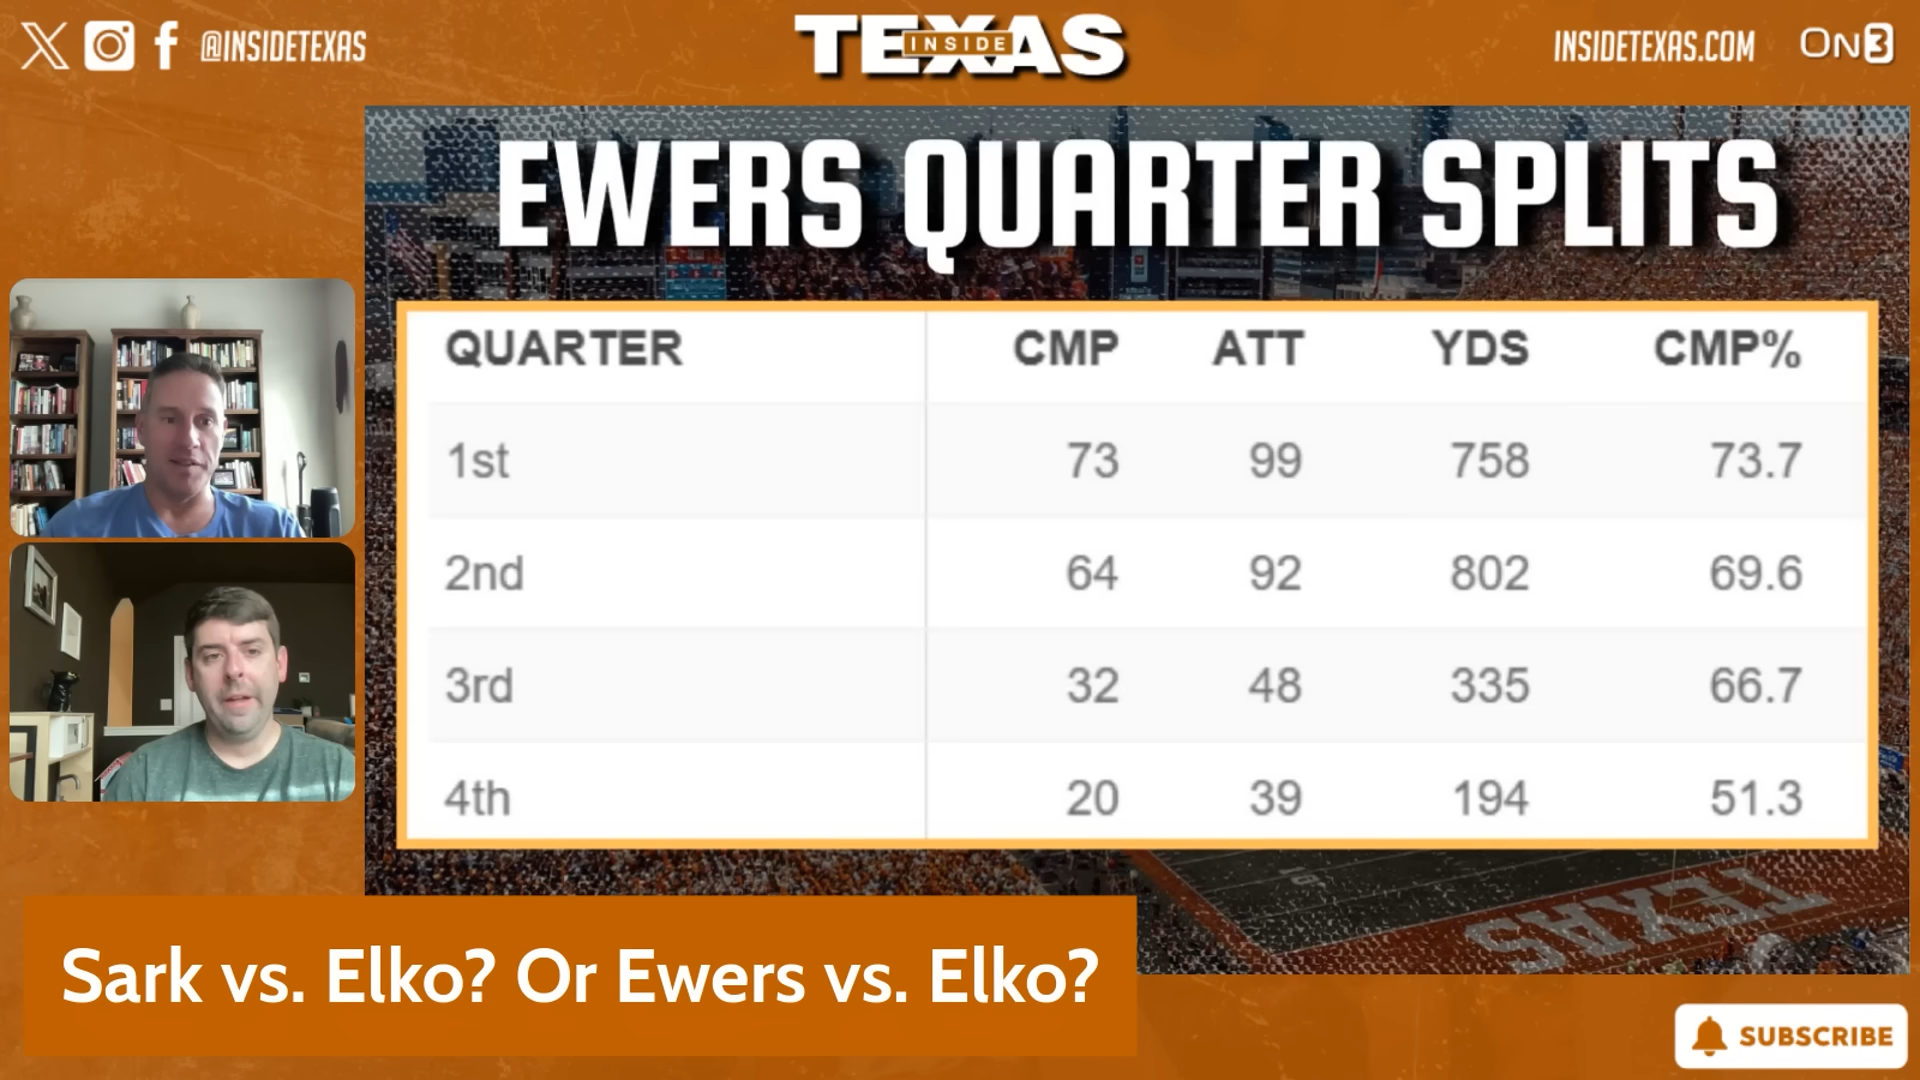 @INSIDETEXAS
TEXAS
INSIDE
INSIDETEXAS.COM
ON3
EWERS QUARTER SPLITS
QUARTER CMP ATT YDS CMP%
1st 73 99 758 73.7
2nd 64 92 802 69.6
3rd 32 48 335 66.7
4th 20 39 194 51.3
TEXAS
Sark vs. Elko? Or Ewers vs. Elko?
SUBSCRIBE